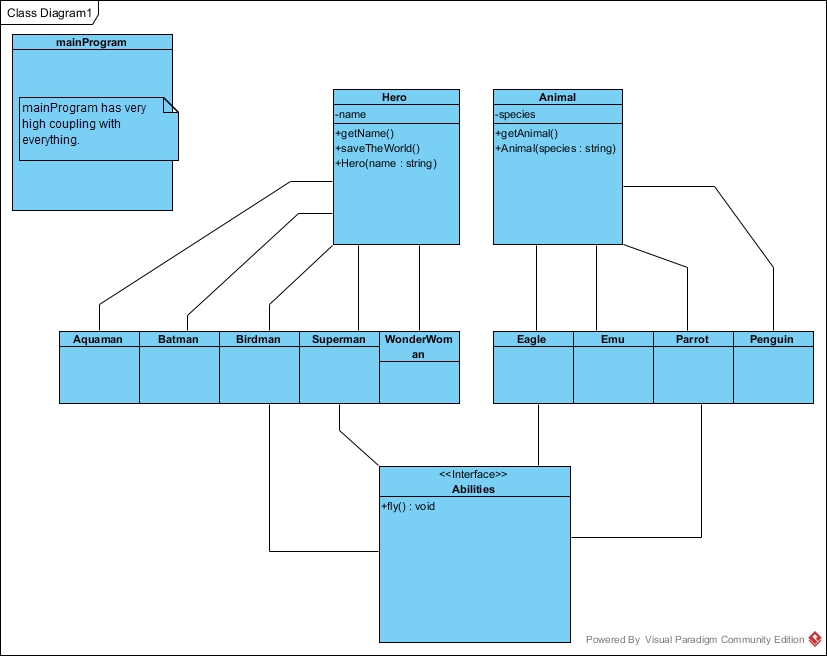 Class Diagram1
mainProgram
mainProgram has very
high coupling with
everything.
Hero
-name
+getName()
+saveTheWorld()
+Hero(name : string)
Animal
-species
+getAnimal()
+Animal(species : string)
Aquaman
Batman
Birdman
Superman
WonderWom
an
Eagle
Emu
Parrot
Penguin
<<Interface>>
Abilities
+fly() : void
Powered By Visual Paradigm Community Edition